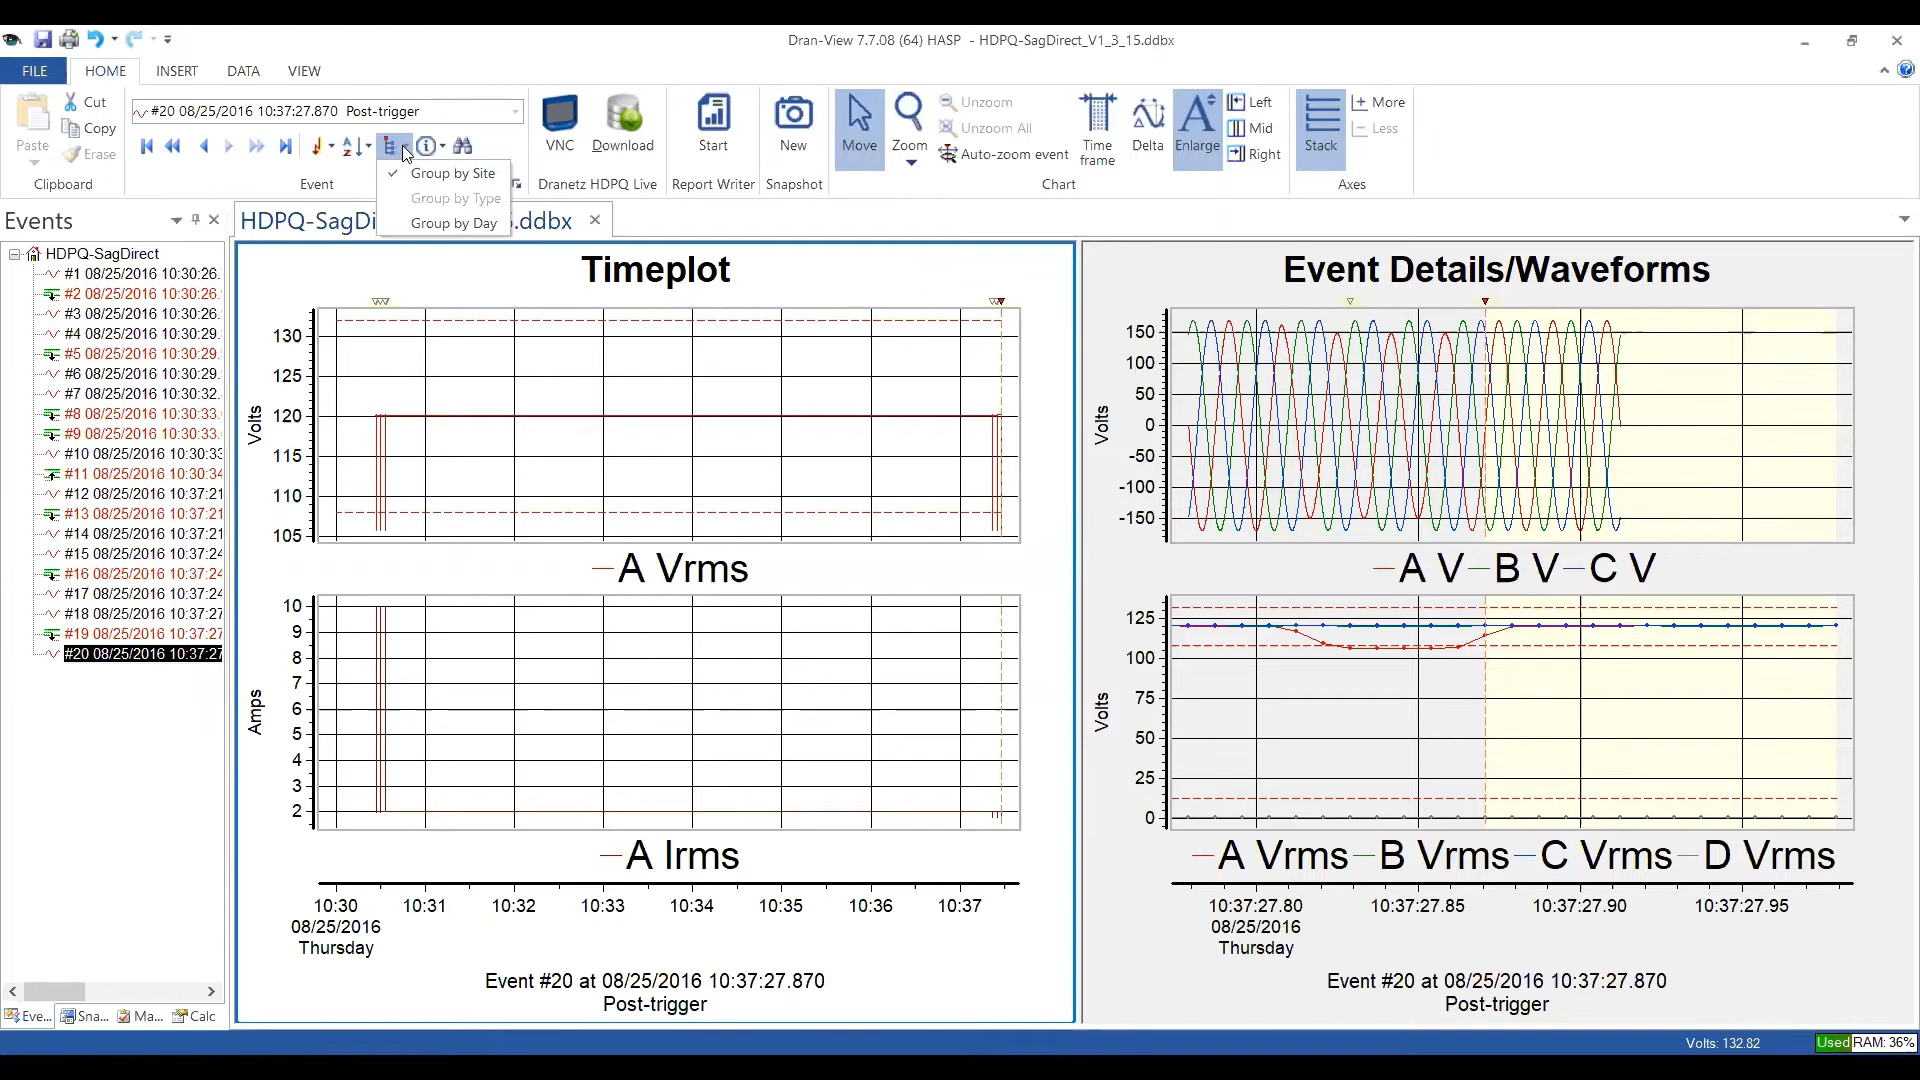 Dran-View 7.7.08 (64) HASP - HDPQ-SagDirect_V1_3_15.ddbx
FILE HOME INSERT DATA VIEW
Paste
Cut
Copy
Erase
Clipboard
#20 08/25/2016 10:37:27.870 Post-trigger
Event
Group by Site
Group by Type
Group by Day
VNC
Download
Dranetz HDPQ Live
Start
Report Writer
New
Snapshot
Move
Zoom
Unzoom
Unzoom All
Auto-zoom event
Time frame
Delta
Enlarge
Left
Mid
Right
Chart
Stack
More
Less
Axes
Events
HDPQ-SagDirect
#1 08/25/2016 10:30:26.
#2 08/25/2016 10:30:26.
#3 08/25/2016 10:30:26.
#4 08/25/2016 10:30:29.
#5 08/25/2016 10:30:29.
#6 08/25/2016 10:30:29.
#7 08/25/2016 10:30:32.
#8 08/25/2016 10:30:33.
#9 08/25/2016 10:30:33.
#10 08/25/2016 10:30:33
#11 08/25/2016 10:30:34
#12 08/25/2016 10:37:21
#13 08/25/2016 10:37:21
#14 08/25/2016 10:37:21
#15 08/25/2016 10:37:24
#16 08/25/2016 10:37:24
#17 08/25/2016 10:37:24
#18 08/25/2016 10:37:27
#19 08/25/2016 10:37:27
#20 08/25/2016 10:37:27
Eve... Sna... Ma... Calc
HDPQ-SagDi 5.ddbx
Timeplot
130
125
120
115
110
105
Volts
A Vrms
10
9
8
7
6
5
4
3
2
Amps
A Irms
10:30 10:31 10:32 10:33 10:34 10:35 10:36 10:37
08/25/2016
Thursday
Event #20 at 08/25/2016 10:37:27.870
Post-trigger
Event Details/Waveforms
150
100
50
0
-50
-100
-150
Volts
A V B V C V
125
100
75
50
25
0
Volts
A Vrms B Vrms C Vrms D Vrms
10:37:27.80 10:37:27.85 10:37:27.90 10:37:27.95
08/25/2016
Thursday
Event #20 at 08/25/2016 10:37:27.870
Post-trigger
Volts: 132.82
Used RAM: 36%